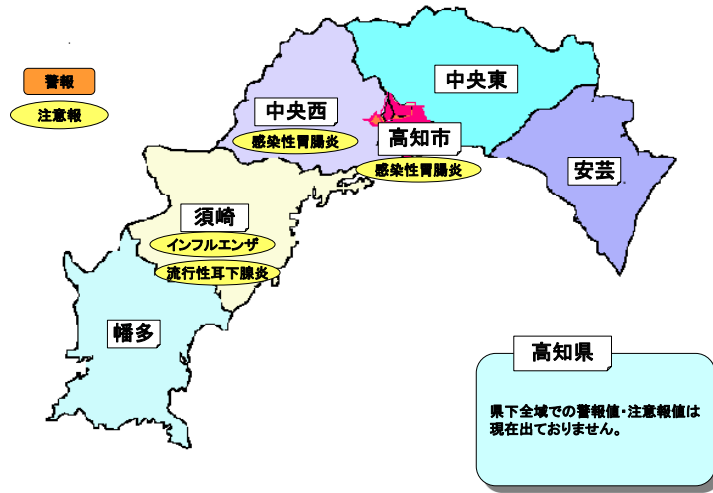 警報
注意報
中央東
中央西
感染性胃腸炎
高知市
感染性胃腸炎
安芸
須崎
インフルエンザ
流行性耳下腺炎
幡多
高知県
県下全域での警報値・注意報値は
現在出ておりません。